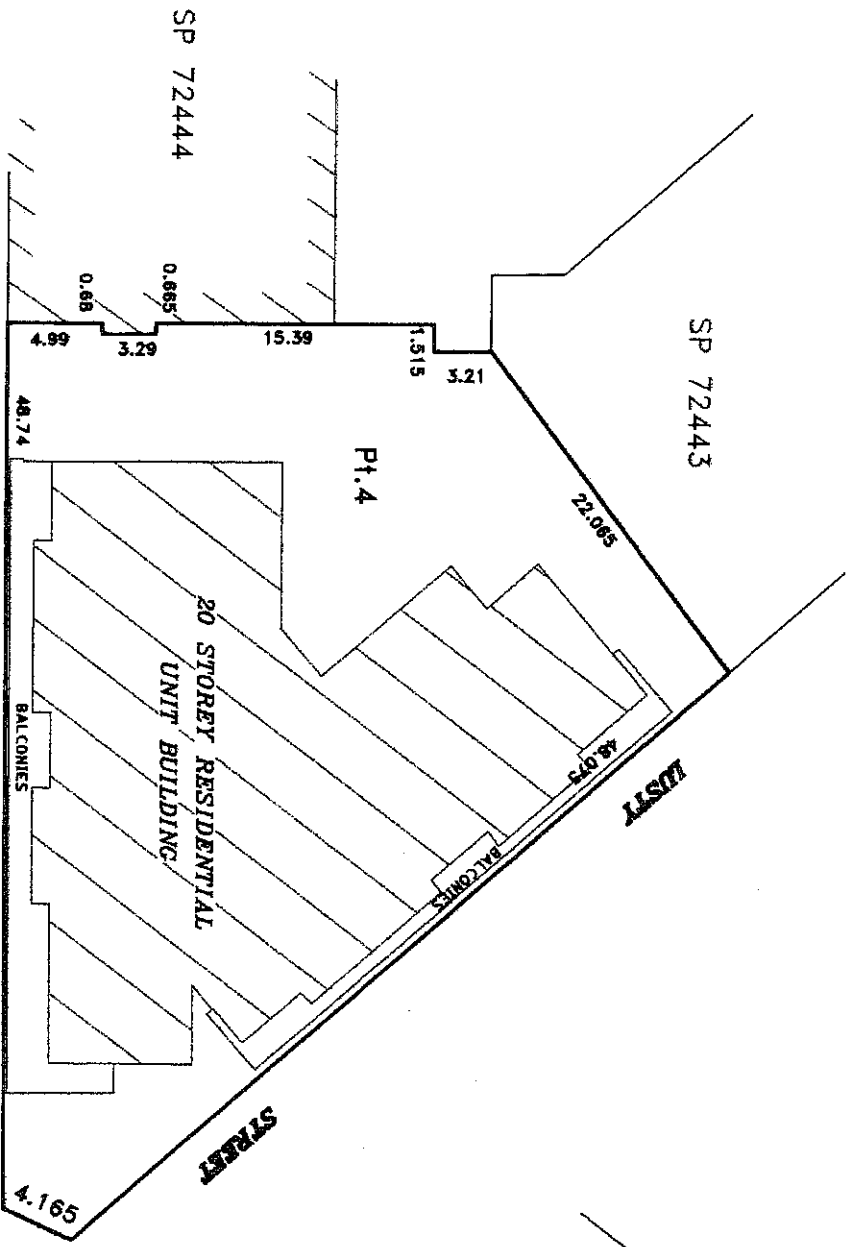 SP 72444
SP 72443
0.68
0.665
4.99
3.29
15.39
1.515
3.21
48.74
Pt.4
22.065
20 STOREY RESIDENTIAL
UNIT BUILDING
BALCONIES
48.075
BALCONIES
LUSTY
STREET
4.165